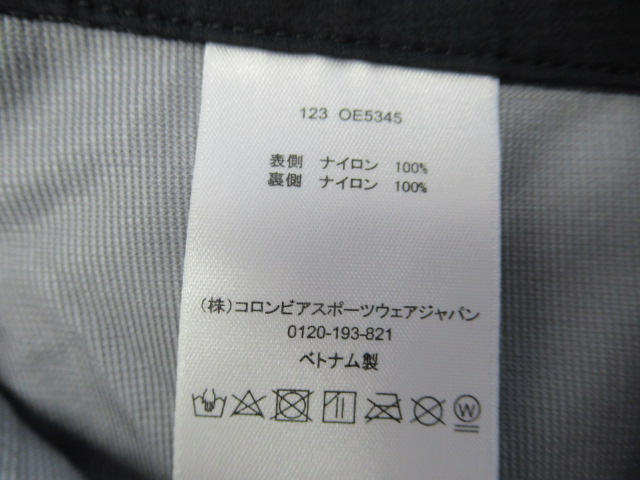 123 OE5345
表側 ナイロン 100%
裏側 ナイロン 100%
(株)コロンビアスポーツウェアジャパン
0120-193-821
ベトナム製
W